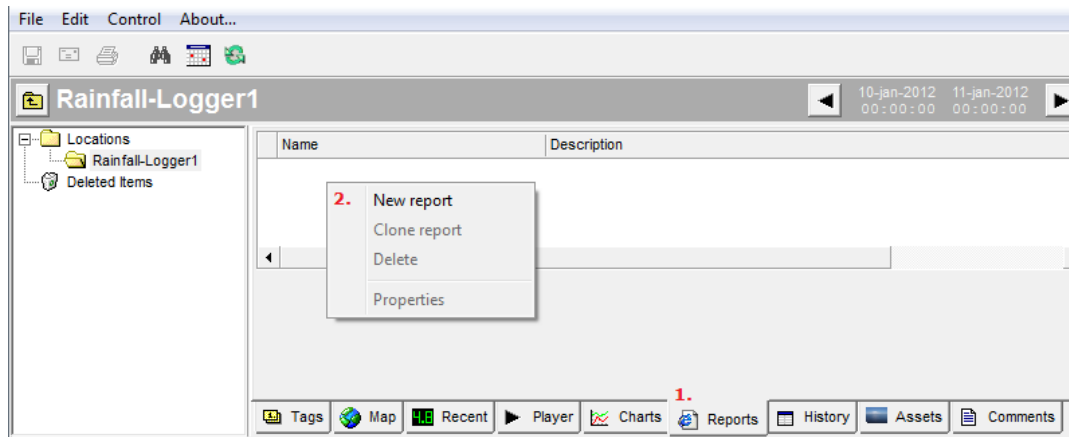 File Edit Control About...
Rainfall-Logger1
10-jan-2012 11-jan-2012
00:00:00 00:00:00
Locations
Rainfall-Logger1
Deleted Items
Name Description
2. New report
Clone report
Delete
Properties
1.
Tags Map 4.8 Recent Player Charts Reports History Assets Comments